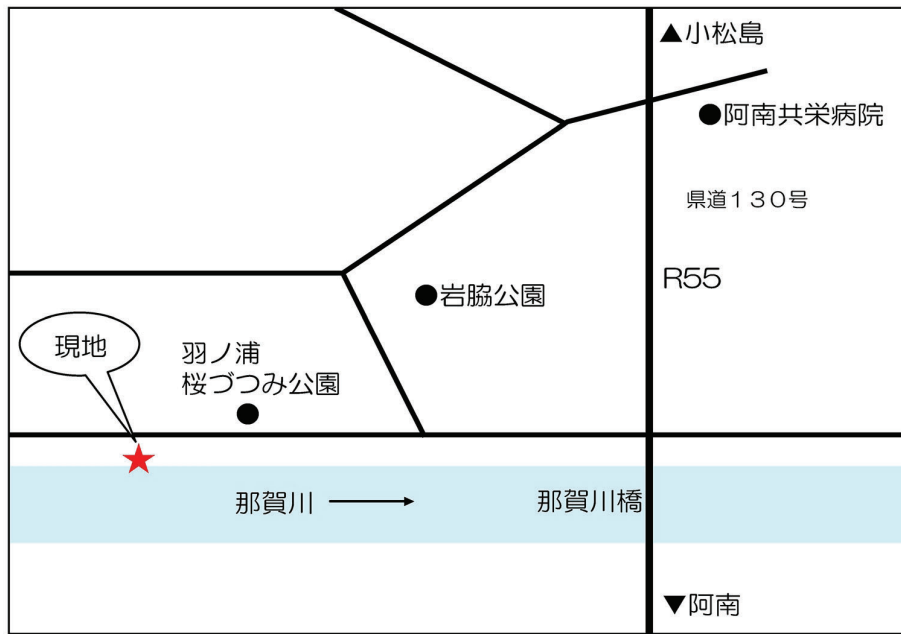 ▲小松島
●阿南共栄病院
県道１３０号
R55
●岩脇公園
現地
羽ノ浦
桜づつみ公園
那賀川
那賀川橋
▼阿南